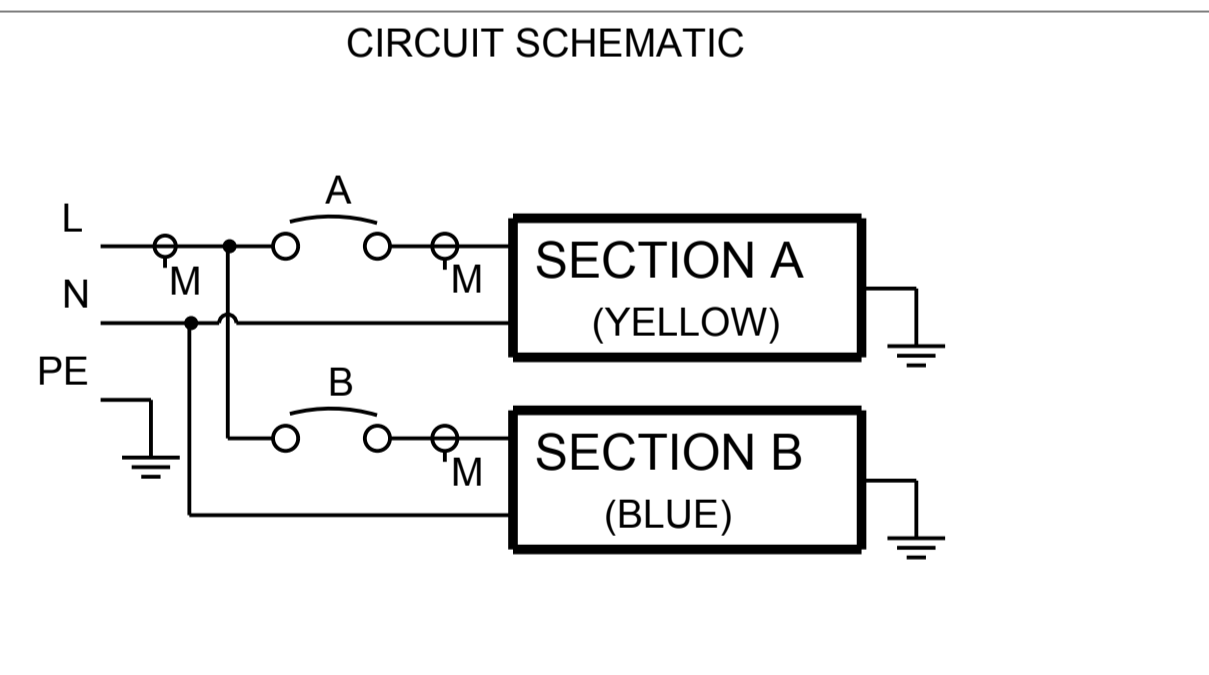 CIRCUIT SCHEMATIC
A
L
M
M
SECTION A
N
(YELLOW)
PE
B
M
SECTION B
(BLUE)